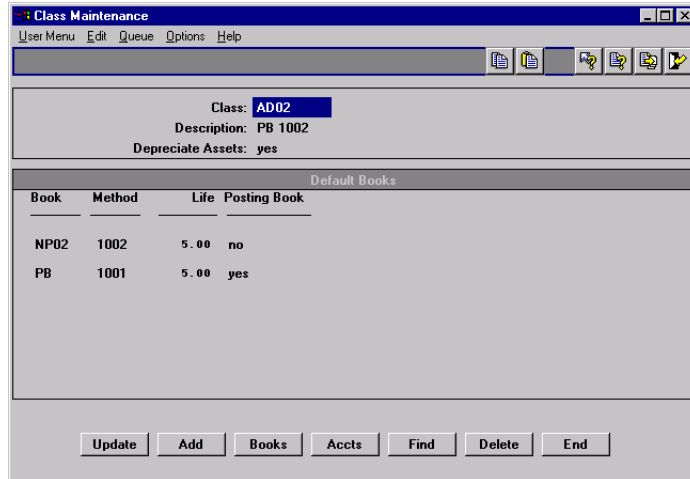 Class Maintenance
User Menu Edit Queue Options Help
Class: AD02
Description: PB 1002
Depreciate Assets: yes
Default Books
Book Method Life Posting Book
NP02 1002 5.00 no
PB 1001 5.00 yes
Update Add Books Accts Find Delete End